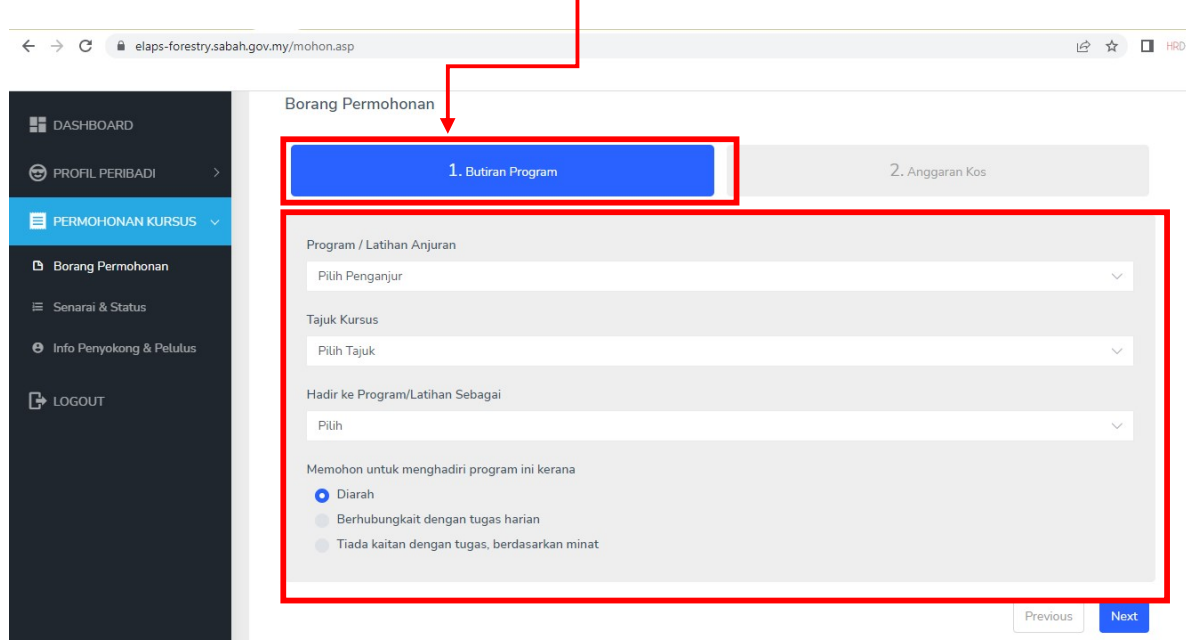 elaps-forestry.sabah.gov.my/mohon.asp
HRD
DASHBOARD
PROFIL PERIBADI
PERMOHONAN KURSUS
Borang Permohonan
Senarai & Status
Info Penyokong & Pelulus
LOGOUT
Borang Permohonan
1. Butiran Program
2. Anggaran Kos
Program / Latihan Anjuran
Pilih Penganjur
Tajuk Kursus
Pilih Tajuk
Hadir ke Program/Latihan Sebagai
Pilih
Memohon untuk menghadiri program ini kerana
Diarah
Berhubungkait dengan tugas harian
Tiada kaitan dengan tugas, berdasarkan minat
Previous
Next